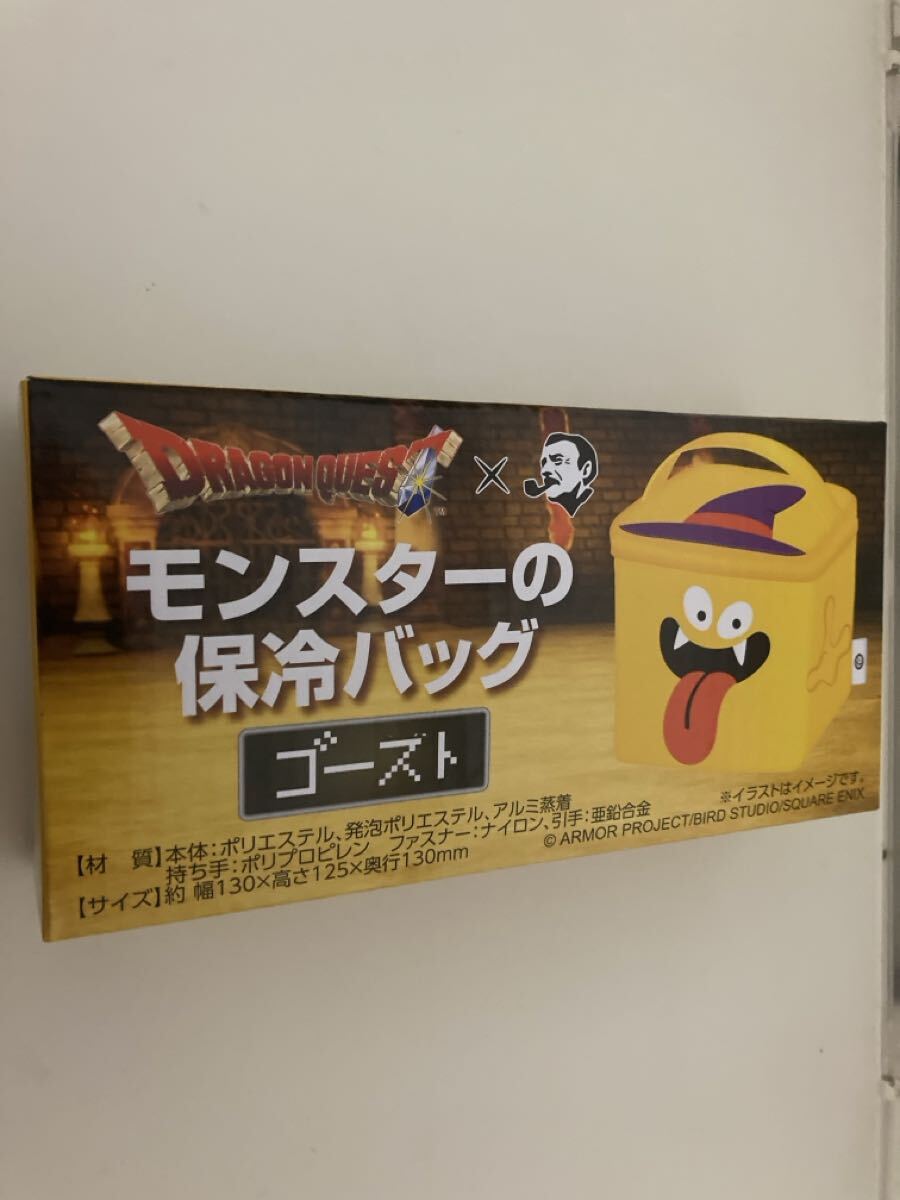 DRAGON QUEST
TM
×
モンスターの
保冷バッグ
ゴースト
※イラストはイメージです。
© ARMOR PROJECT/BIRD STUDIO/SQUARE ENIX
【材 質】本体:ポリエステル、発泡ポリエステル、アルミ蒸着
持ち手:ポリプロピレン ファスナー:ナイロン、引手:亜鉛合金
【サイズ】約 幅130×高さ125×奥行130mm